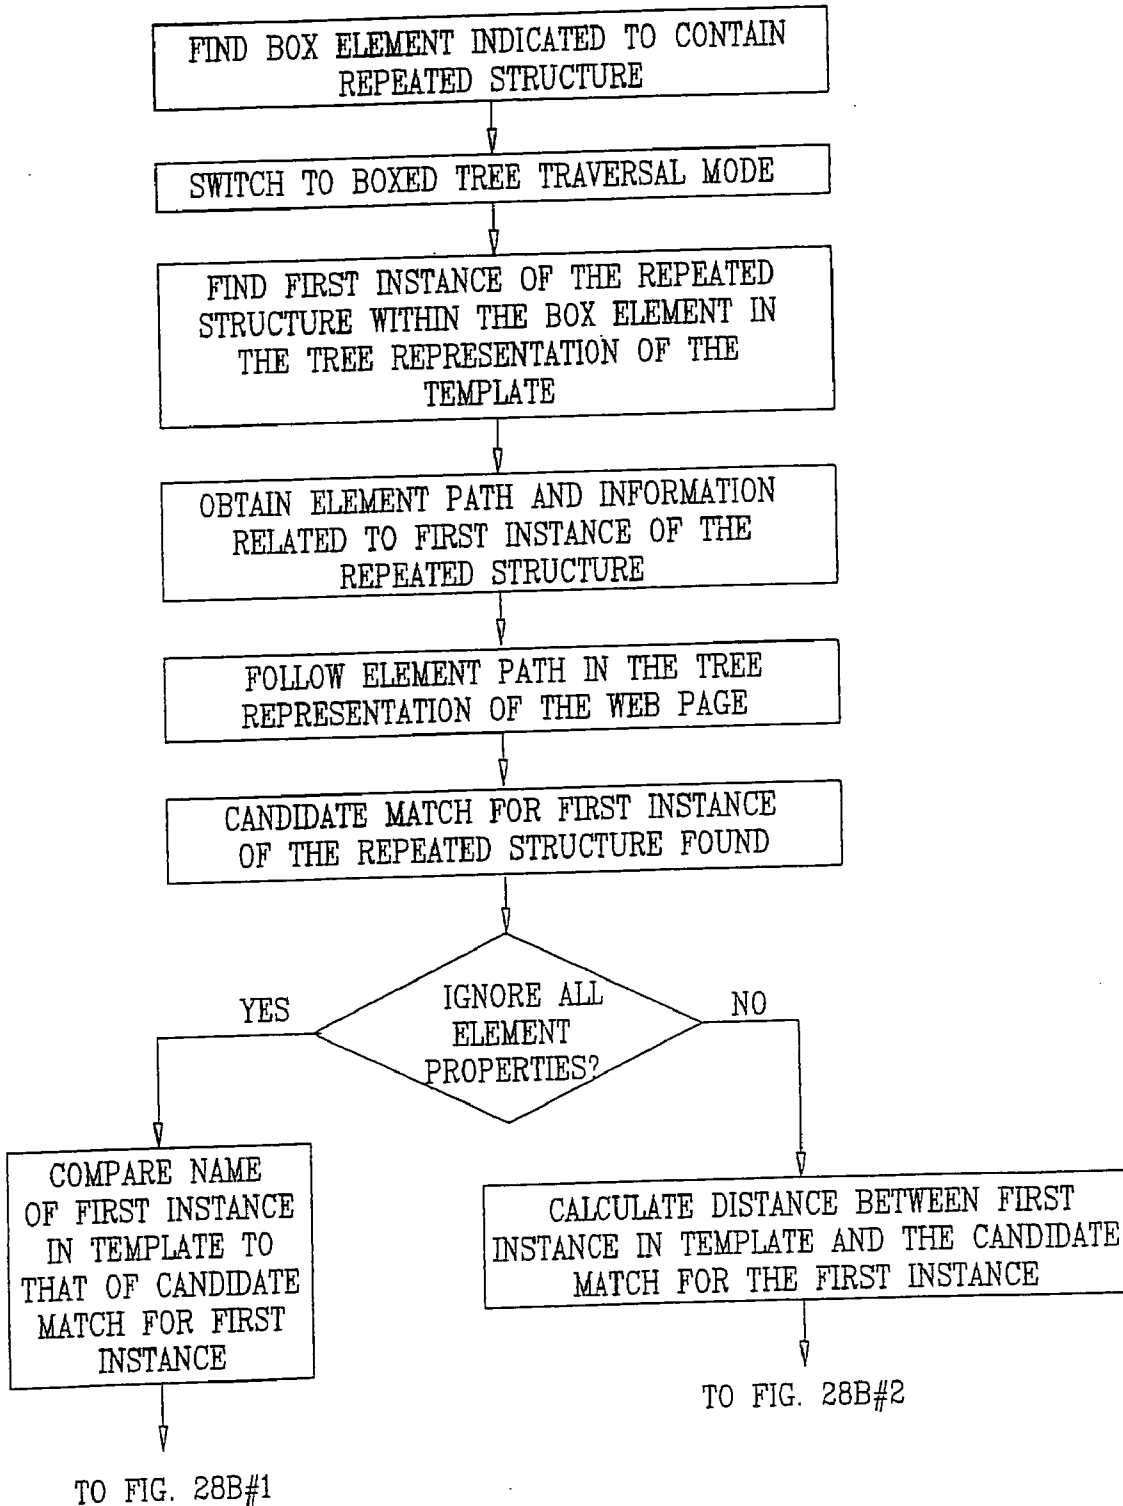 FIND BOX ELEMENT INDICATED TO CONTAIN
REPEATED STRUCTURE
SWITCH TO BOXED TREE TRAVERSAL MODE
FIND FIRST INSTANCE OF THE REPEATED
STRUCTURE WITHIN THE BOX ELEMENT IN
THE TREE REPRESENTATION OF THE
TEMPLATE
OBTAIN ELEMENT PATH AND INFORMATION
RELATED TO FIRST INSTANCE OF THE
REPEATED STRUCTURE
FOLLOW ELEMENT PATH IN THE TREE
REPRESENTATION OF THE WEB PAGE
CANDIDATE MATCH FOR FIRST INSTANCE
OF THE REPEATED STRUCTURE FOUND
IGNORE ALL
ELEMENT
PROPERTIES?
YES
NO
COMPARE NAME
OF FIRST INSTANCE
IN TEMPLATE TO
THAT OF CANDIDATE
MATCH FOR FIRST
INSTANCE
CALCULATE DISTANCE BETWEEN FIRST
INSTANCE IN TEMPLATE AND THE CANDIDATE
MATCH FOR THE FIRST INSTANCE
TO FIG. 28B#2
TO FIG. 28B#1